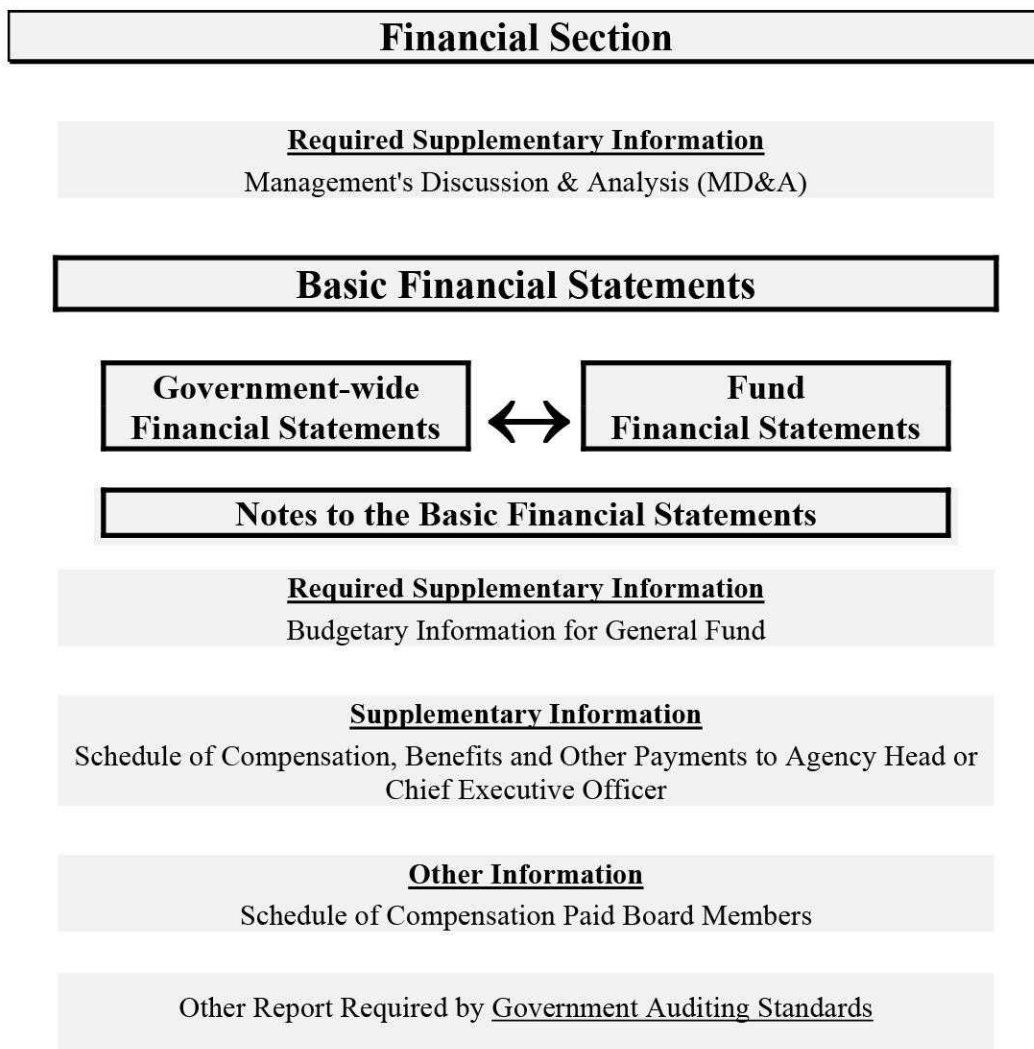 Financial Section
Required Supplementary Information
Management's Discussion & Analysis (MD&A)
Basic Financial Statements
Government-wide
Financial Statements
Fund
Financial Statements
Notes to the Basic Financial Statements
Required Supplementary Information
Budgetary Information for General Fund
Supplementary Information
Schedule of Compensation, Benefits and Other Payments to Agency Head or
Chief Executive Officer
Other Information
Schedule of Compensation Paid Board Members
Other Report Required by Government Auditing Standards